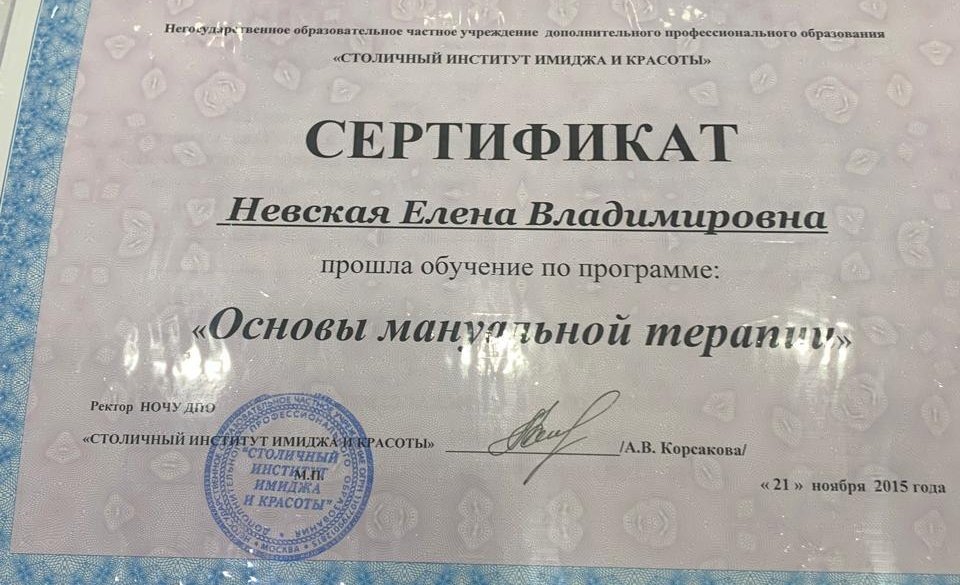 Негосударственное образовательное частное учреждение дополнительного профессионального образования
«СТОЛИЧНЫЙ ИНСТИТУТ ИМИДЖА И КРАСОТЫ»
СЕРТИФИКАТ
Невская Елена Владимировна
прошла обучение по программе:
«Основы мануальной терапии»
Ректор НОЧУ ДПО
«СТОЛИЧНЫЙ ИНСТИТУТ ИМИДЖА И КРАСОТЫ»
/А.В. Корсакова/
"СТОЛИЧНЫЙ
ИНСТИТУТ
ИМИДЖА
И КРАСОТЫ"
М.П.
* МОСКВА *
« 21 » ноября 2015 года